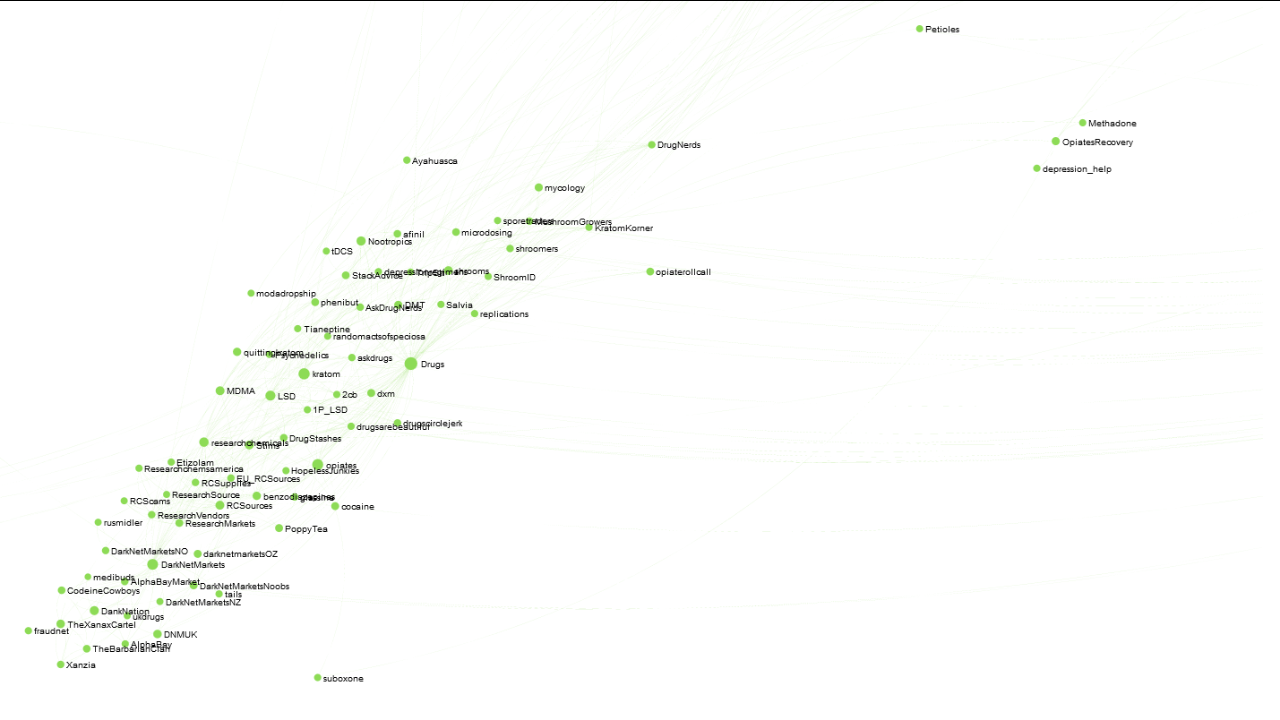 Petioles
Methadone
OpiatesRecovery
DrugNerds
Ayahuasca
depression_help
mycology
sporetraders
MushroomGrowers
KratomKorner
microdosing
afinil
Nootropics
shroomers
tDCS
opiaterollcall
StackAdvice
shrooms
ShroomID
modadropship
phenibut
AskDrugNerds
DMT
Salvia
replications
Tianeptine
randomactsofspeciosa
quittingkratom
Psychedelics
askdrugs
Drugs
kratom
MDMA
LSD
2cb
dxm
1P_LSD
drugscirclejerk
drugsarebeautiful
DrugStashes
researchchemicals
Stims
Etizolam
opiates
Researchchemsamerica
HopelessJunkies
EU_RCSources
RCSupplies
ResearchSource
benzodiazepines
RCScams
RCSources
cocaine
ResearchVendors
rusmidler
ResearchMarkets
PoppyTea
DarkNetMarketsNO
darknetmarketsOZ
DarkNetMarkets
medibuds
AlphaBayMarket
DarkNetMarketsNoobs
CodeineCowboys
tails
DarkNetMarketsNZ
DankNation
ukdrugs
TheXanaxCartel
fraudnet
DNMUK
AlphaBay
TheBarbarianClan
Xanzia
suboxone